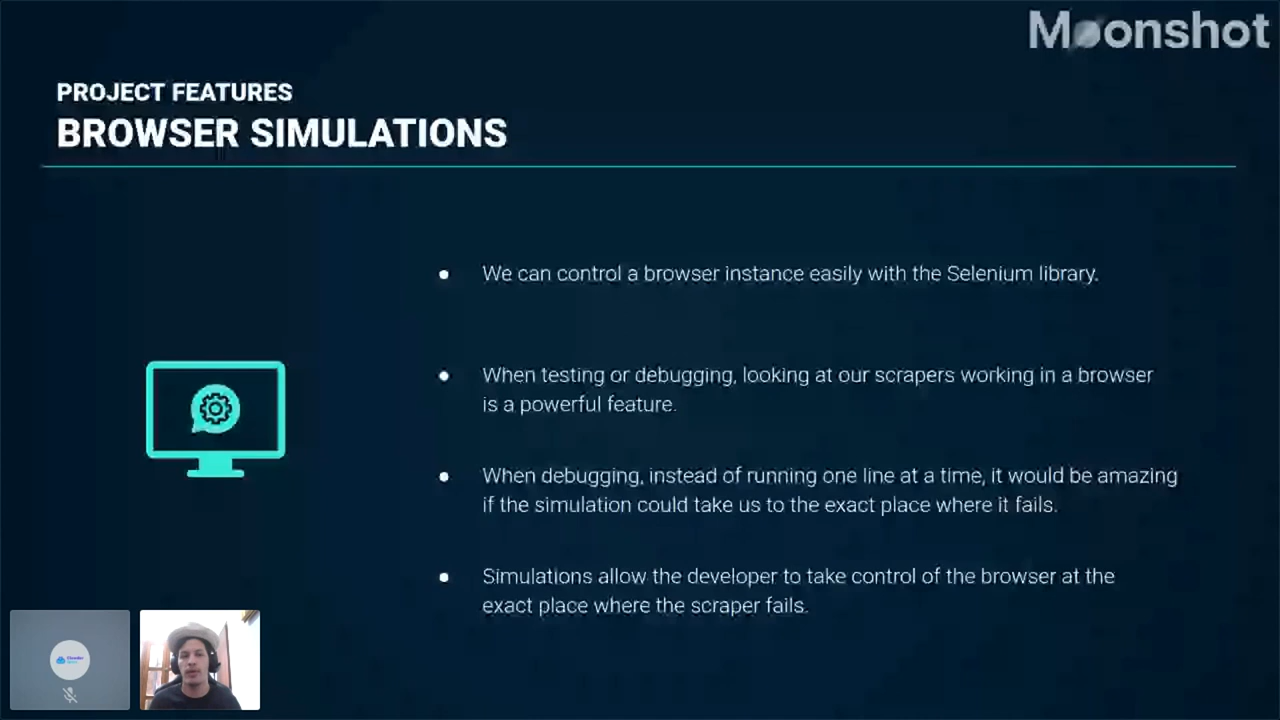 Moonshot
PROJECT FEATURES
BROWSER SIMULATIONS
● We can control a browser instance easily with the Selenium library.
● When testing or debugging, looking at our scrapers working in a browser
is a powerful feature.
● When debugging, instead of running one line at a time, it would be amazing
if the simulation could take us to the exact place where it fails.
● Simulations allow the developer to take control of the browser at the
exact place where the scraper fails.